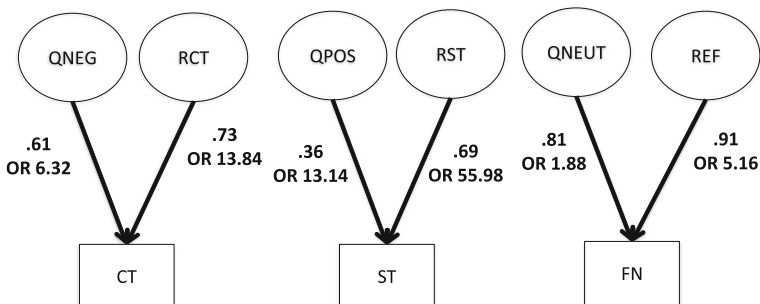 QNEG
RCT
QPOS
RST
QNEUT
REF
.61
OR 6.32
.73
OR 13.84
.36
OR 13.14
.69
OR 55.98
.81
OR 1.88
.91
OR 5.16
CT
ST
FN